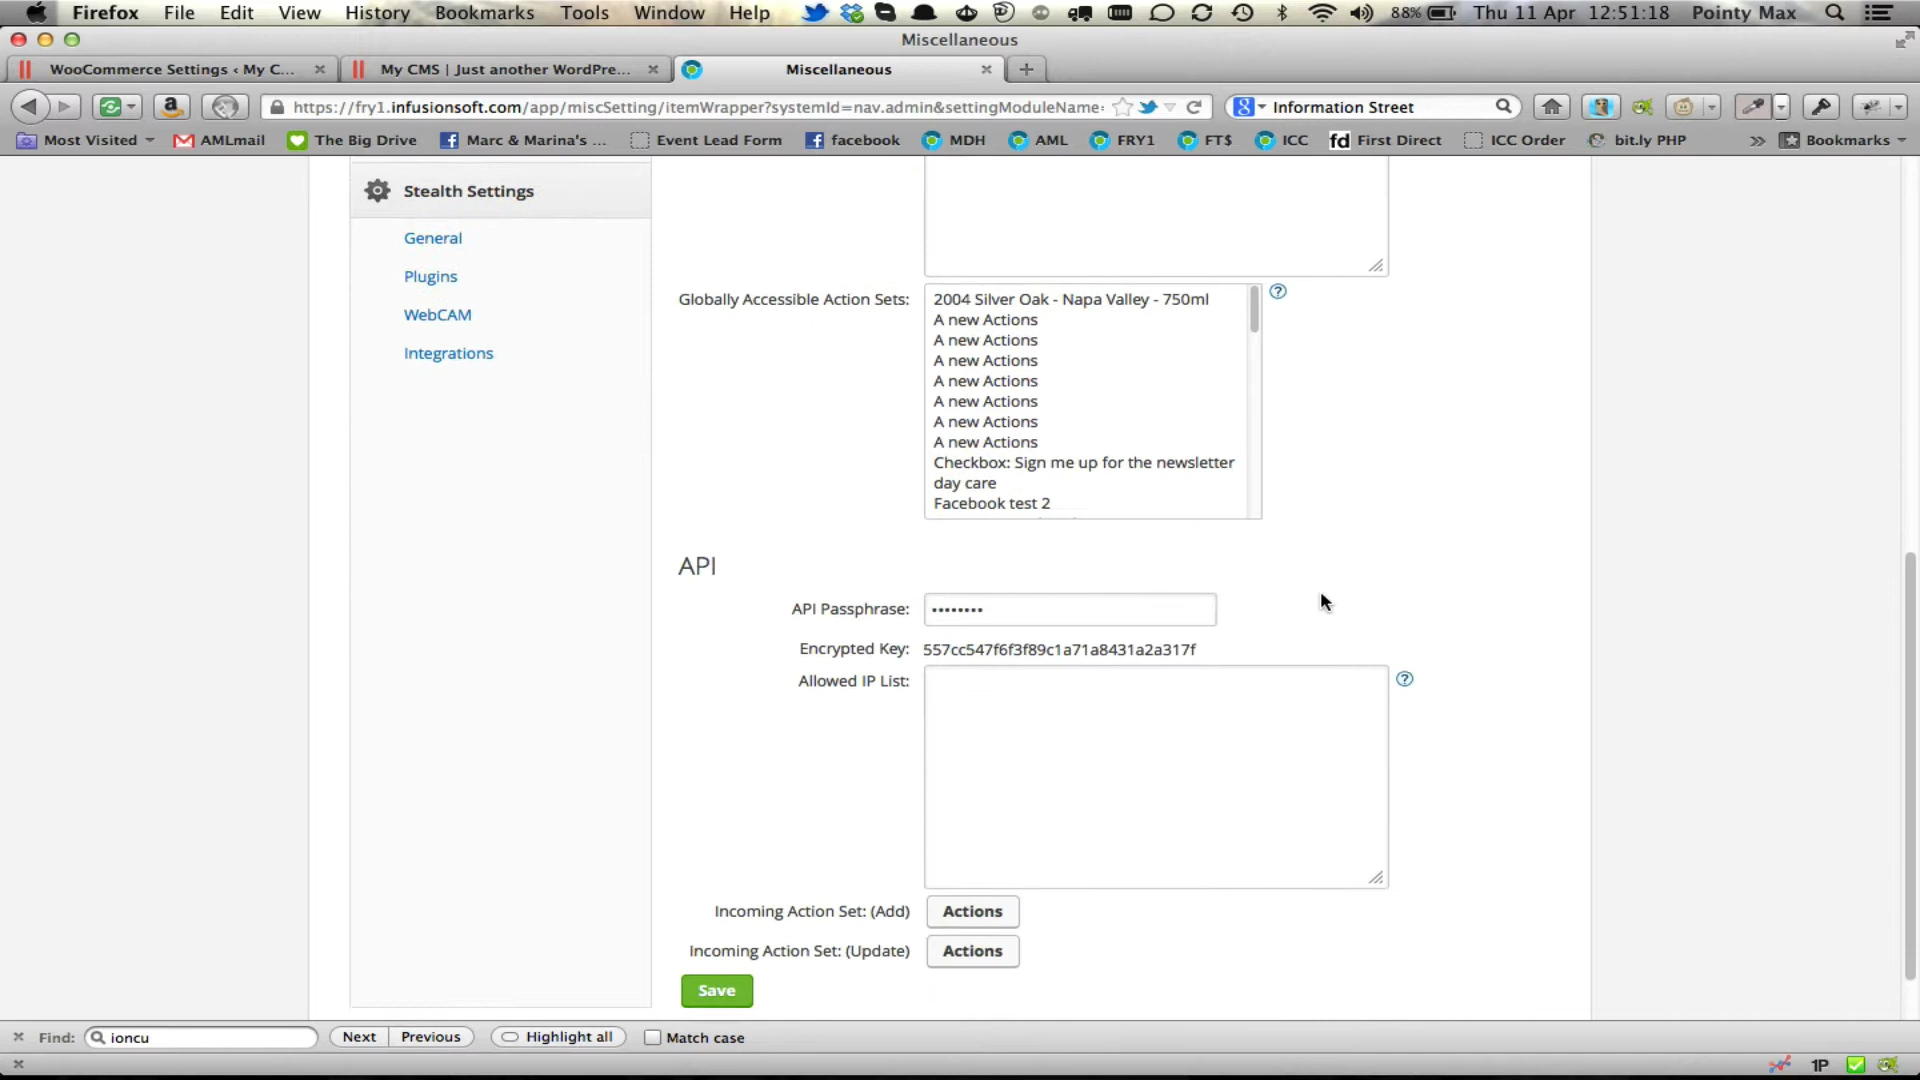 Firefox File Edit View History Bookmarks Tools Window Help 88% Thu 11 Apr 12:51:18 Pointy Max
Miscellaneous
WooCommerce Settings ‹ My C... My CMS | Just another WordPre... Miscellaneous
https://fry1.infusionsoft.com/app/miscSetting/itemWrapper?systemId=nav.admin&settingModuleName: Information Street
Most Visited AMLmail The Big Drive Marc & Marina's ... Event Lead Form facebook MDH AML FRY1 FT$ ICC fd First Direct ICC Order bit.ly PHP » Bookmarks
Stealth Settings
General
Plugins
WebCAM
Integrations
Globally Accessible Action Sets:
2004 Silver Oak - Napa Valley - 750ml
A new Actions
A new Actions
A new Actions
A new Actions
A new Actions
A new Actions
A new Actions
Checkbox: Sign me up for the newsletter
day care
Facebook test 2
API
API Passphrase: ••••••••
Encrypted Key: 557cc547f6f3f89c1a71a8431a2a317f
Allowed IP List:
Incoming Action Set: (Add) Actions
Incoming Action Set: (Update) Actions
Save
Find: ioncu Next Previous Highlight all Match case
1P